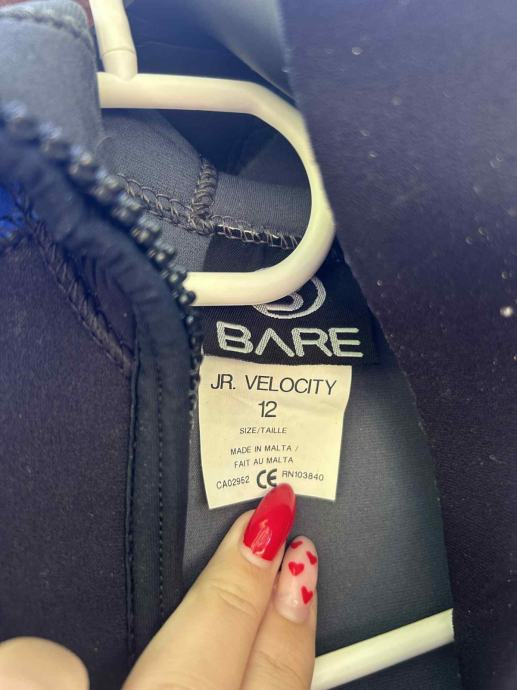 B
BARE
JR. VELOCITY
12
SIZE/TAILLE
MADE IN MALTA /
FAIT AU MALTA
CA02952 CE RN103840